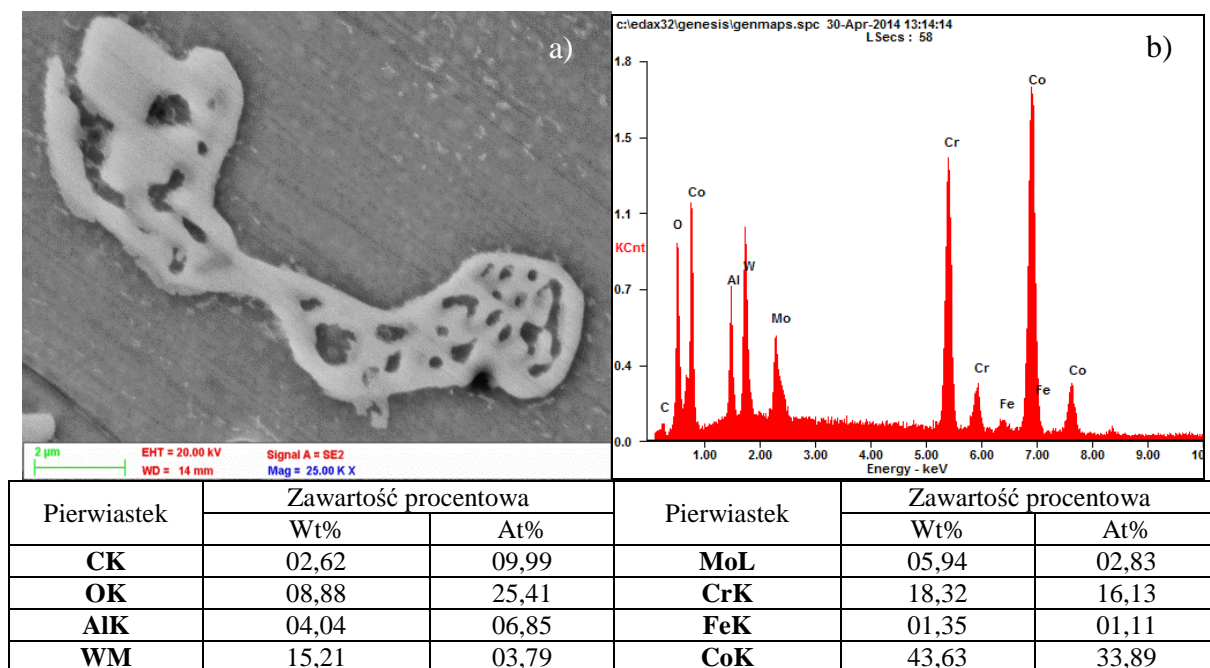 a)
2 µm
EHT = 20.00 kV
WD = 14 mm
Signal A = SE2
Mag = 25.00 K X
c:\edax32\genesis\genmaps.spc 30-Apr-2014 13:14:14
LSecs : 58
b)
1.8
1.5
1.1
KCnt
0.7
0.4
0.0
C
O
Co
Al
W
Mo
Cr
Cr
Fe
Co
Fe
Co
1.00 2.00 3.00 4.00 5.00 6.00 7.00 8.00 9.00 10
Energy - keV
Pierwiastek Zawartość procentowa Pierwiastek Zawartość procentowa
Wt% At% Wt% At%
CK 02,62 09,99 MoL 05,94 02,83
OK 08,88 25,41 CrK 18,32 16,13
AlK 04,04 06,85 FeK 01,35 01,11
WM 15,21 03,79 CoK 43,63 33,89